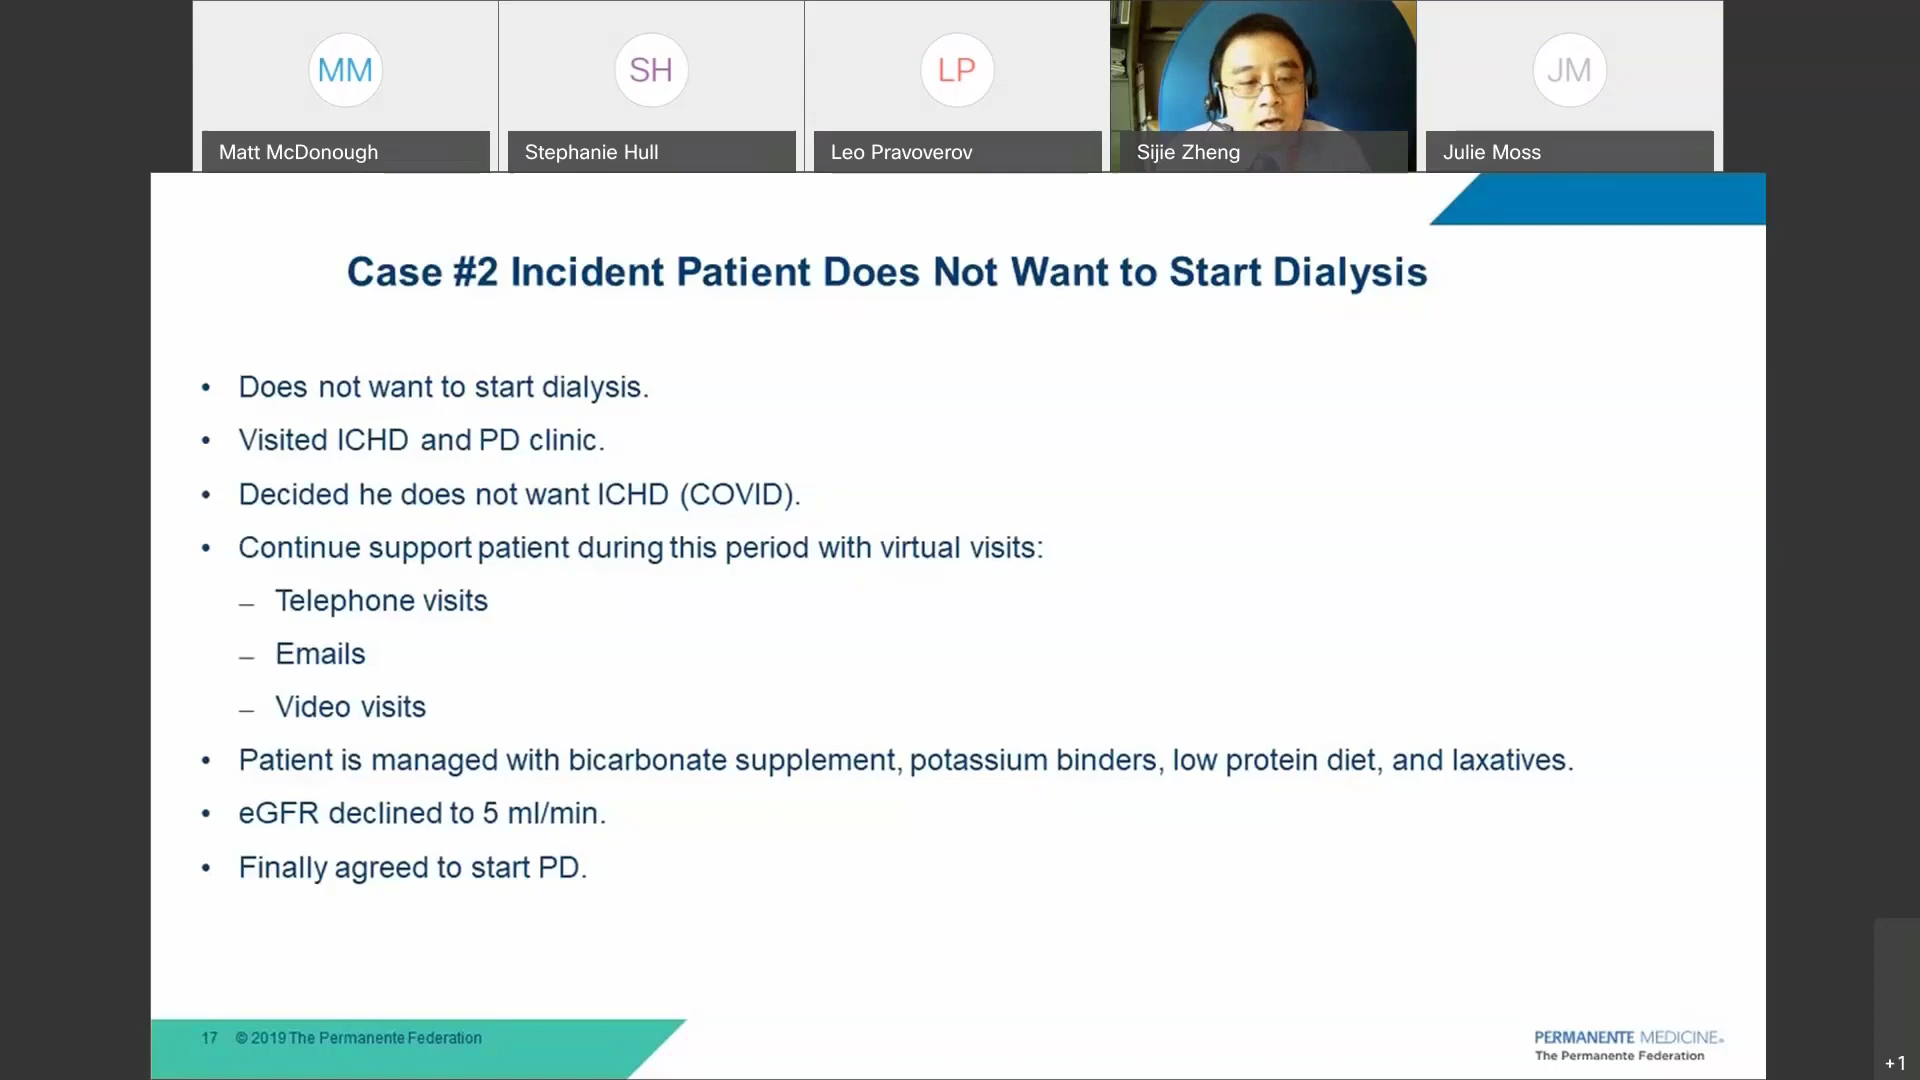 MM
SH
LP
JM
Matt McDonough
Stephanie Hull
Leo Pravoverov
Sijie Zheng
Julie Moss
Case #2 Incident Patient Does Not Want to Start Dialysis
• Does not want to start dialysis.
• Visited ICHD and PD clinic.
• Decided he does not want ICHD (COVID).
• Continue support patient during this period with virtual visits:
– Telephone visits
– Emails
– Video visits
• Patient is managed with bicarbonate supplement, potassium binders, low protein diet, and laxatives.
• eGFR declined to 5 ml/min.
• Finally agreed to start PD.
17 © 2019 The Permanente Federation
PERMANENTE MEDICINE®
The Permanente Federation
+1